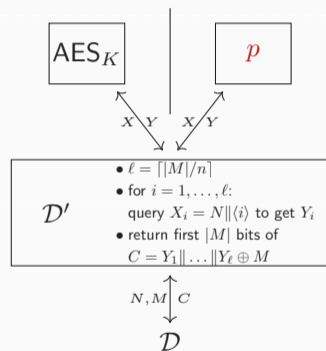 AES_K
p
X Y X Y
𝒟′
• ℓ = ⌈|M|/n⌉
• for i = 1, . . . , ℓ:
query X_i = N∥⟨i⟩ to get Y_i
• return first |M| bits of
C = Y_1∥ . . . ∥Y_ℓ ⊕ M
N, M C
𝒟